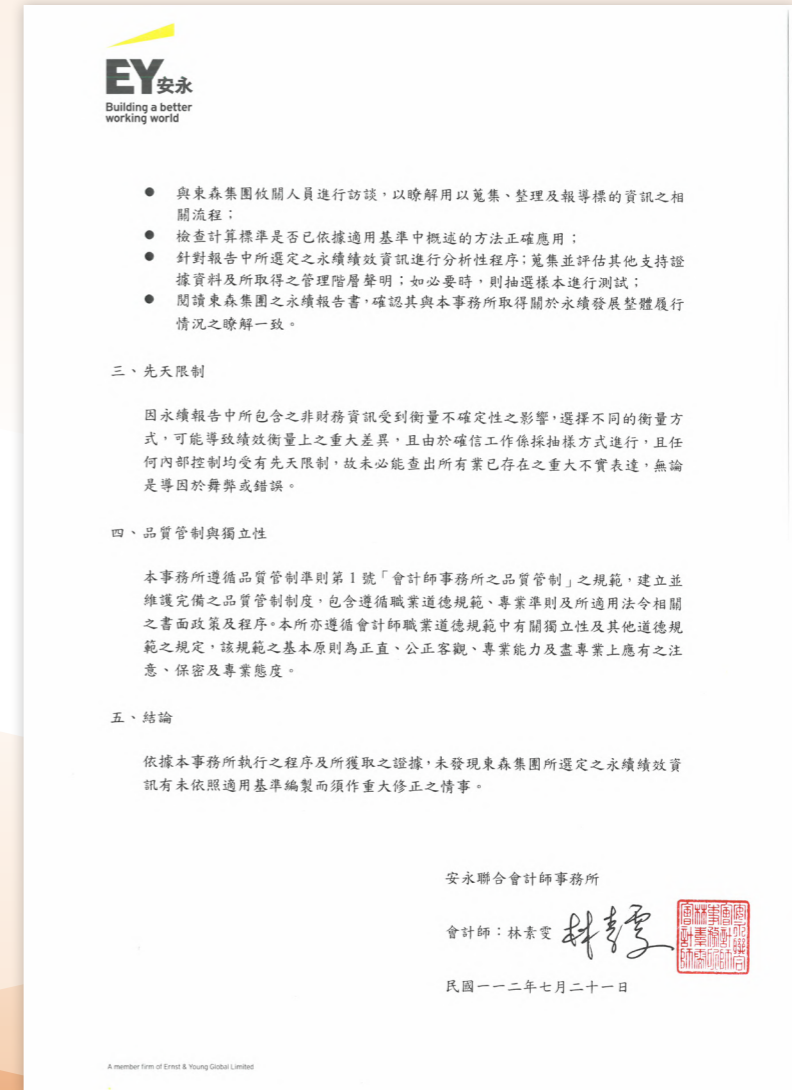 EY安永
Building a better
working world
● 與東森集團攸關人員進行訪談，以瞭解用以蒐集、整理及報導標的資訊之相
關流程；
● 檢查計算標準是否已依據適用基準中概述的方法正確應用；
● 針對報告中所選定之永續績效資訊進行分析性程序；蒐集並評估其他支持證
據資料及所取得之管理階層聲明；如必要時，則抽選樣本進行測試；
● 閱讀東森集團之永續報告書，確認其與本事務所取得關於永續發展整體履行
情況之瞭解一致。
三、先天限制
因永續報告中所包含之非財務資訊受到衡量不確定性之影響，選擇不同的衡量方
式，可能導致績效衡量上之重大差異，且由於確信工作係採抽樣方式進行，且任
何內部控制均受有先天限制，故未必能查出所有業已存在之重大不實表達，無論
是導因於舞弊或錯誤。
四、品質管制與獨立性
本事務所遵循品質管制準則第1號「會計師事務所之品質管制」之規範，建立並
維護完備之品質管制制度，包含遵循職業道德規範、專業準則及所適用法令相關
之書面政策及程序。本所亦遵循會計師職業道德規範中有關獨立性及其他道德規
範之規定，該規範之基本原則為正直、公正客觀、專業能力及盡專業上應有之注
意、保密及專業態度。
五、結論
依據本事務所執行之程序及所獲取之證據，未發現東森集團所選定之永續績效資
訊有未依照適用基準編製而須作重大修正之情事。
安永聯合會計師事務所
會計師：林素雯 林素雯
民國一一二年七月二十一日
A member firm of Ernst & Young Global Limited